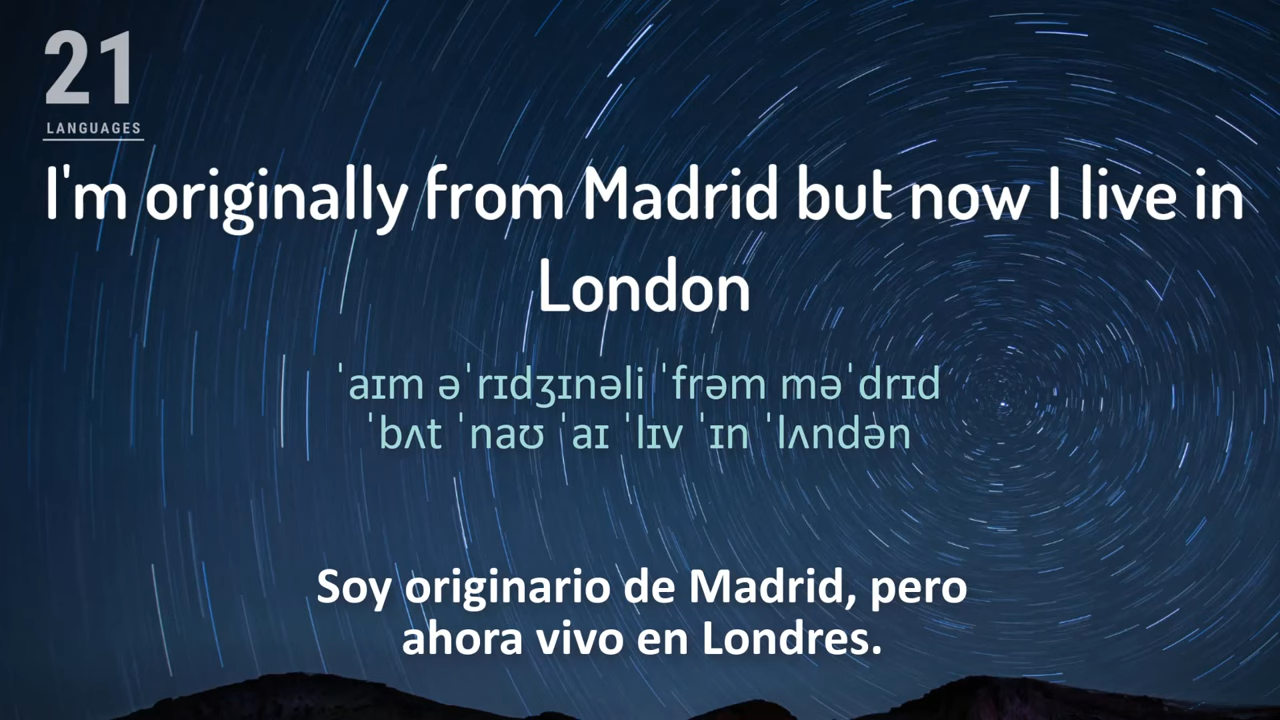 21
LANGUAGES
I'm originally from Madrid but now I live in
London
ˈaɪm əˈrɪdʒɪnəli ˈfrəm məˈdrɪd
ˈbʌt ˈnaʊ ˈaɪ ˈlɪv ˈɪn ˈlʌndən
Soy originario de Madrid, pero
ahora vivo en Londres.